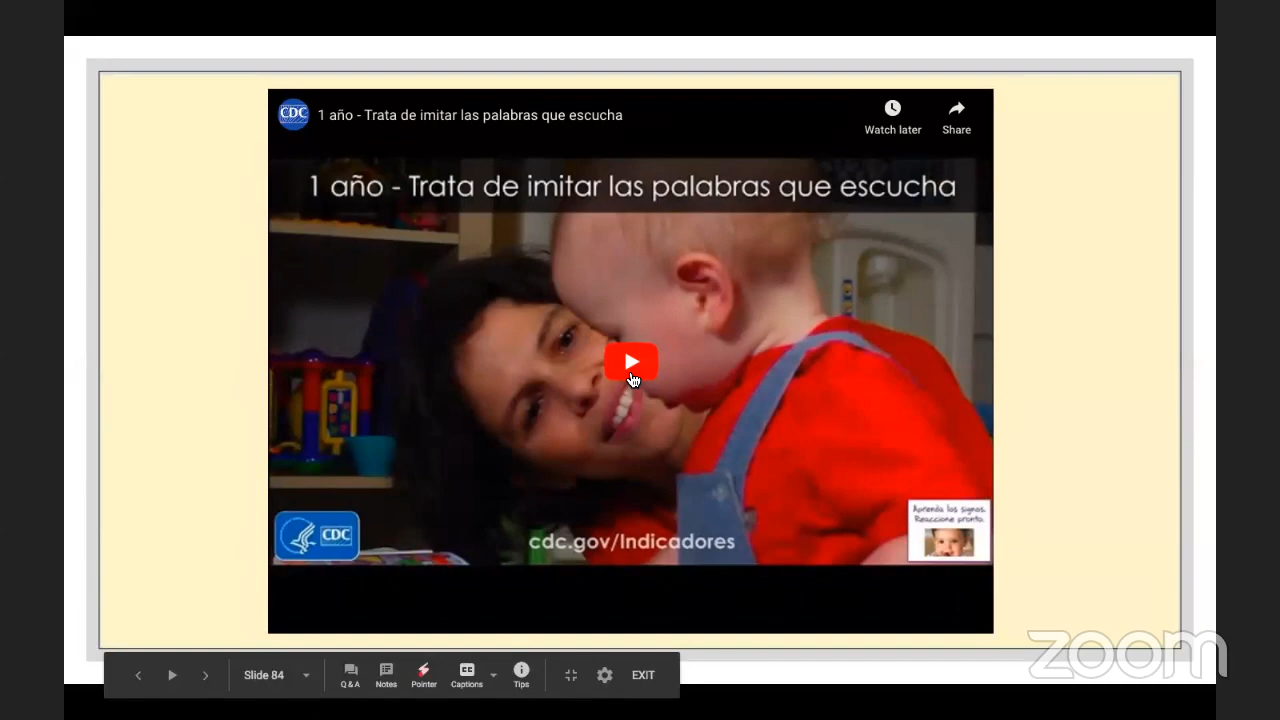 CDC
1 año - Trata de imitar las palabras que escucha
Watch later
Share
1 año - Trata de imitar las palabras que escucha
Aprenda los signos.
Reaccione pronto.
CDC
cdc.gov/Indicadores
zoom
Slide 84
Q & A
Notes
Pointer
CC
Captions
Tips
EXIT